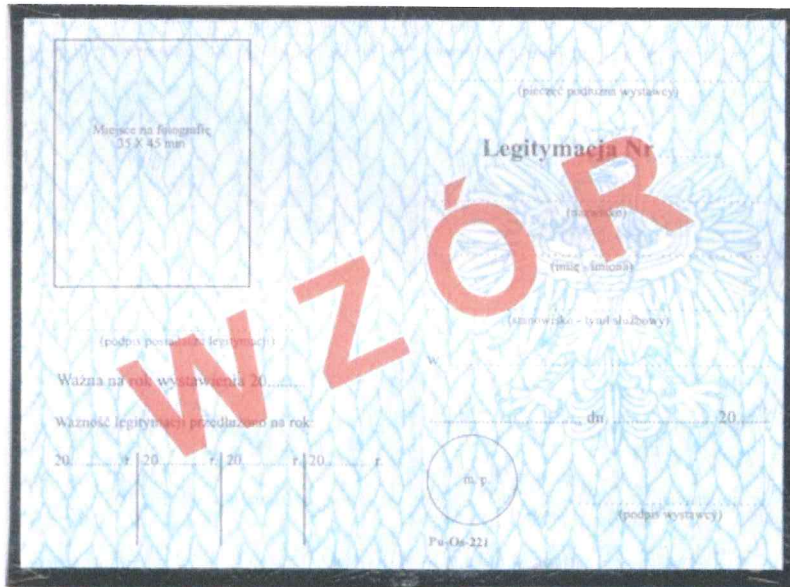 Miejsce na fotografię
35 X 45 mm
(podpis posiadacza legitymacji)
Ważna na rok wystawienia 20.........
Ważność legitymacji przedłużono na rok:
20............r. 20............r. 20............r. 20............r.
(pieczęć podłużna wystawcy)
Legitymacja Nr ................
(nazwisko)
(imię - imiona)
(stanowisko - tytuł służbowy)
w
dn. 20
m. p.
(podpis wystawcy)
Pu-Os-221
WZÓR